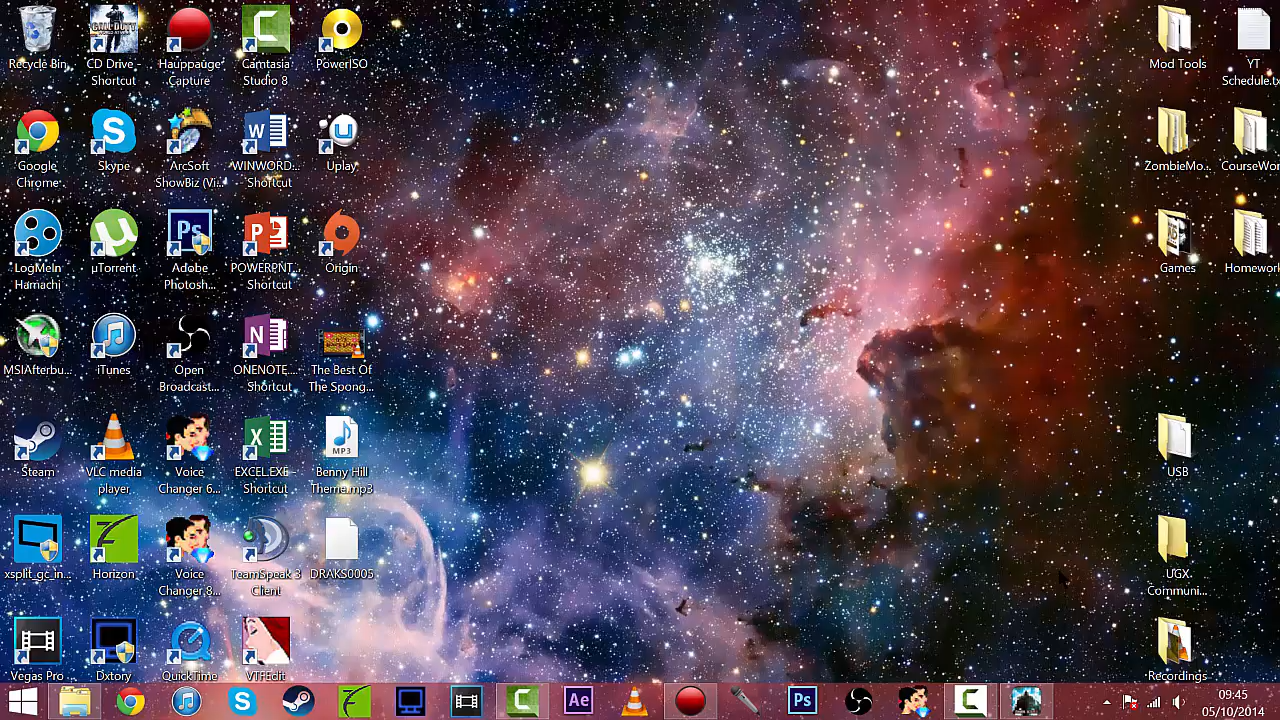 Recycle Bin
CD Drive -
Shortcut
Hauppauge
Capture
Camtasia
Studio 8
PowerISO
Mod Tools
YT
Schedule.tx
Google
Chrome
Skype
ArcSoft
ShowBiz (Vi...
WINWORD...
Shortcut
Uplay
ZombieMo...
CourseWor
LogMeIn
Hamachi
µTorrent
Adobe
Photosh...
POWERPNT...
Shortcut
Origin
Games
Homework
MSIAfterbu...
iTunes
Open
Broadcast...
ONENOTE...
Shortcut
The Best Of
The Spong...
Steam
VLC media
player
Voice
Changer 6...
EXCEL.EXE -
Shortcut
MP3
Benny Hill
Theme.mp3
USB
xsplit_gc_in...
Horizon
Voice
Changer 8...
TeamSpeak 3
Client
DRAKS0005
UGX
Communi...
Vegas Pro
Dxtory
QuickTime
VTFEdit
Recordings
Ae
Ps
09:45
05/10/2014